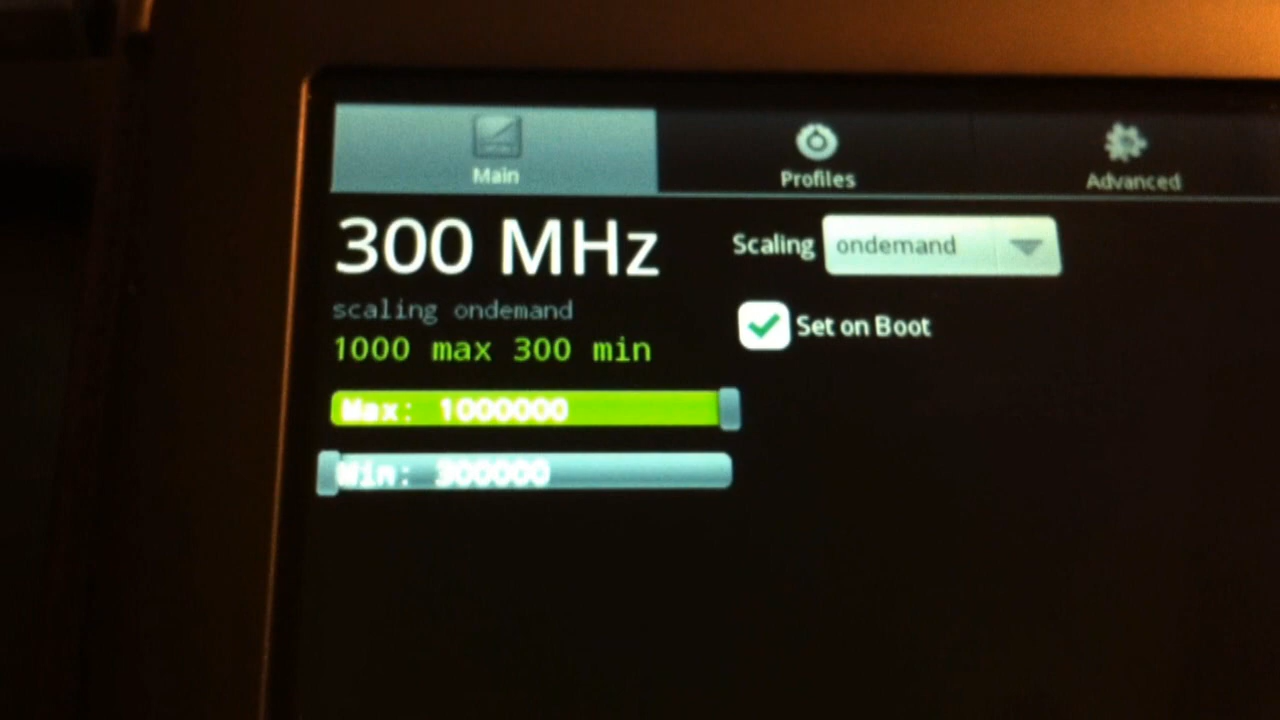 Main
Profiles
Advanced
300 MHz
Scaling ondemand
scaling ondemand
Set on Boot
1000 max 300 min
Max: 1000000
Min: 300000